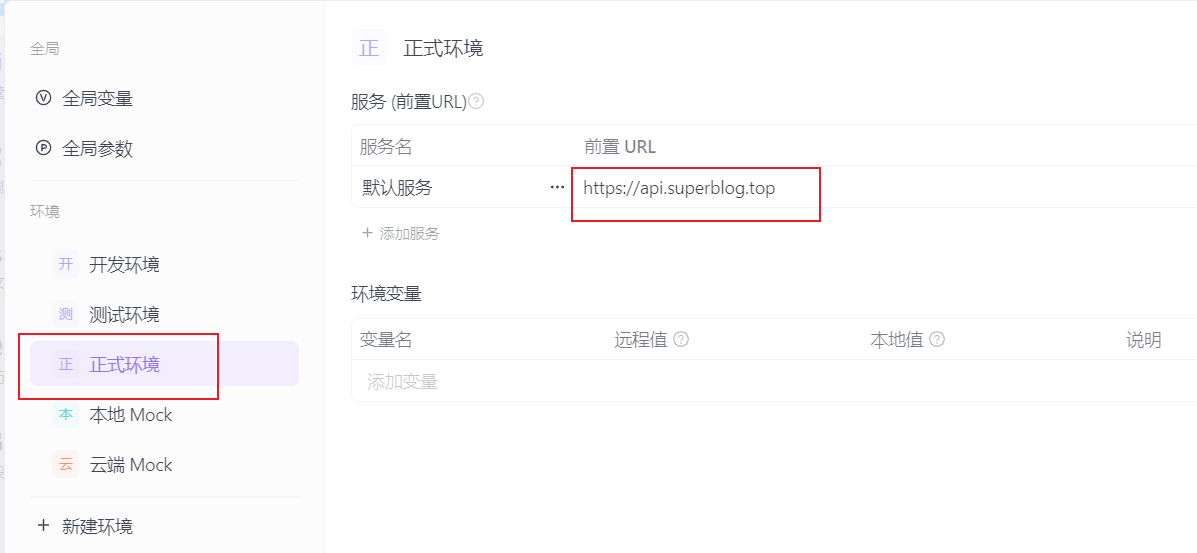 全局
全局变量
全局参数
环境
开 开发环境
测 测试环境
正 正式环境
本 本地 Mock
云 云端 Mock
+ 新建环境
正 正式环境
服务 (前置URL)
服务名 前置 URL
默认服务 ··· https://api.superblog.top
+ 添加服务
环境变量
变量名 远程值 本地值 说明
添加变量